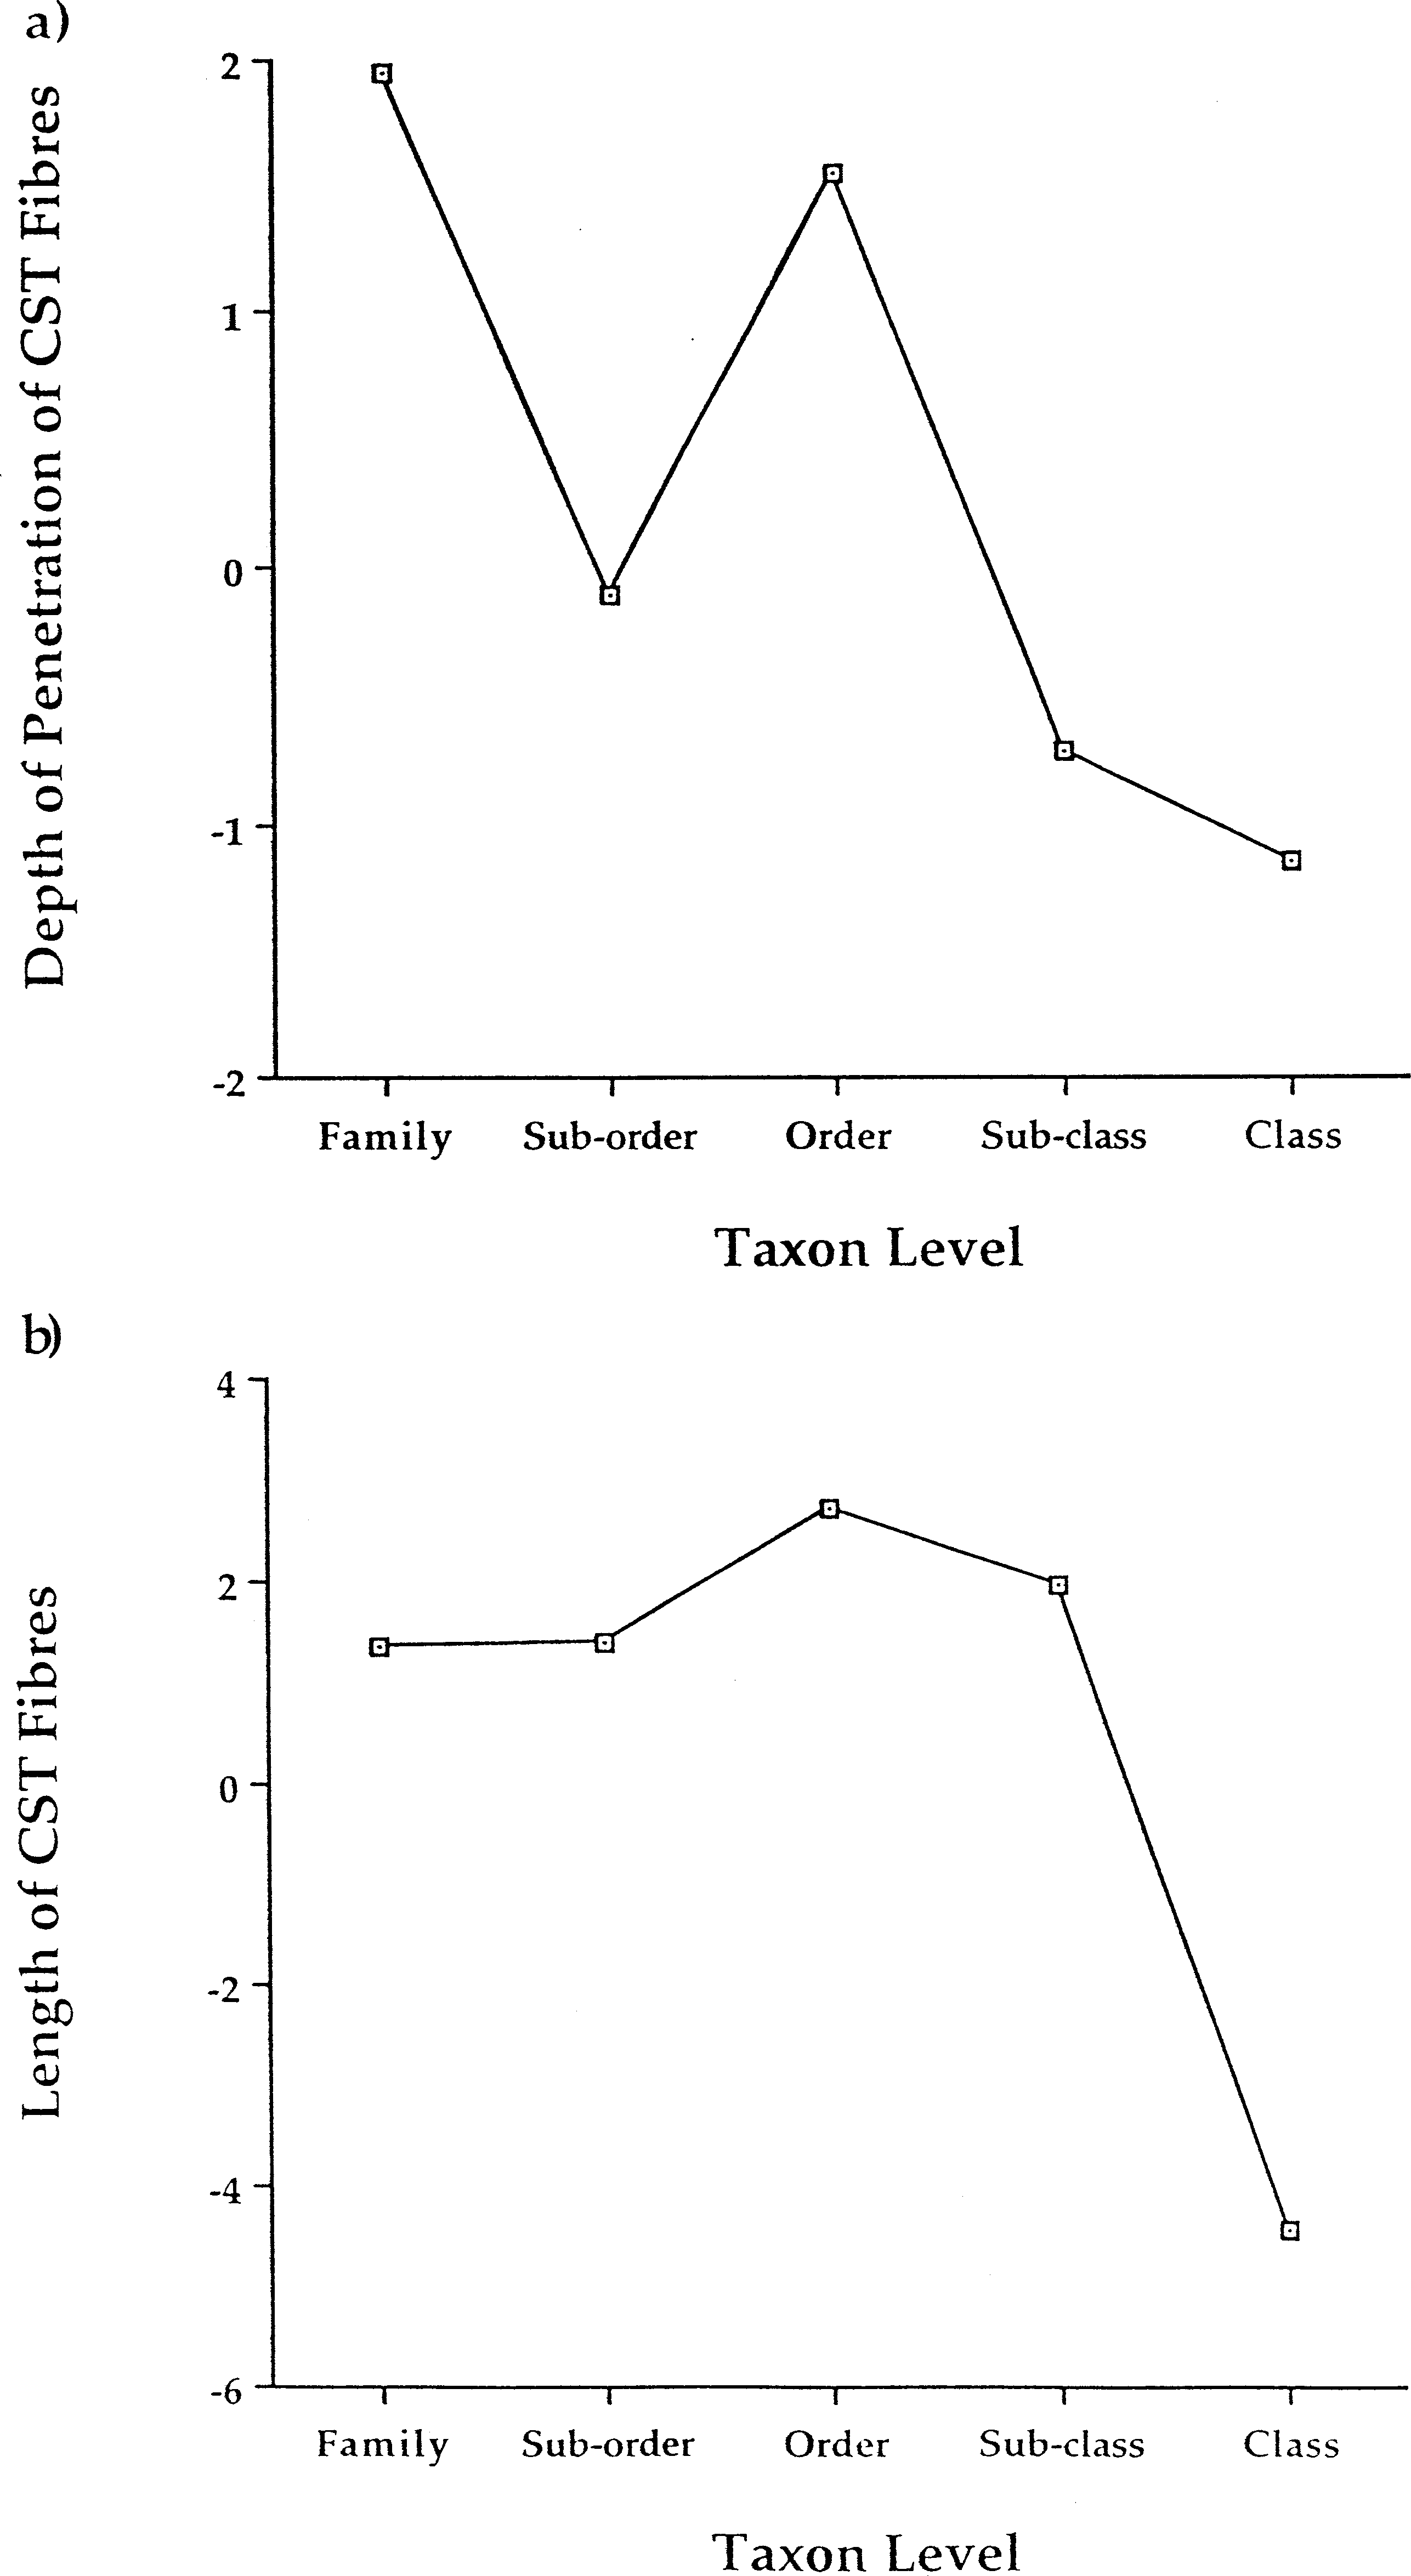 a)
Depth of Penetration of CST Fibres
2
1
0
-1
-2
Family Sub-order Order Sub-class Class
Taxon Level
b)
Length of CST Fibres
4
2
0
-2
-4
-6
Family Sub-order Order Sub-class Class
Taxon Level